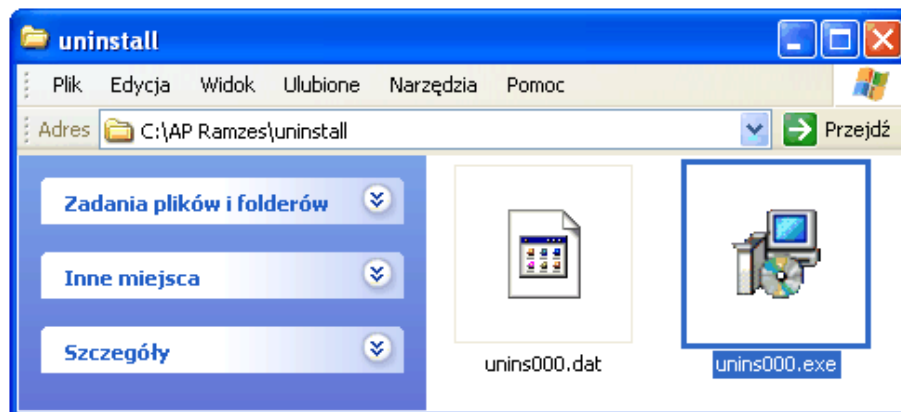 uninstall
Plik Edycja Widok Ulubione Narzędzia Pomoc
Adres C:\AP Ramzes\uninstall Przejdź
Zadania plików i folderów
Inne miejsca
Szczegóły
unins000.dat unins000.exe